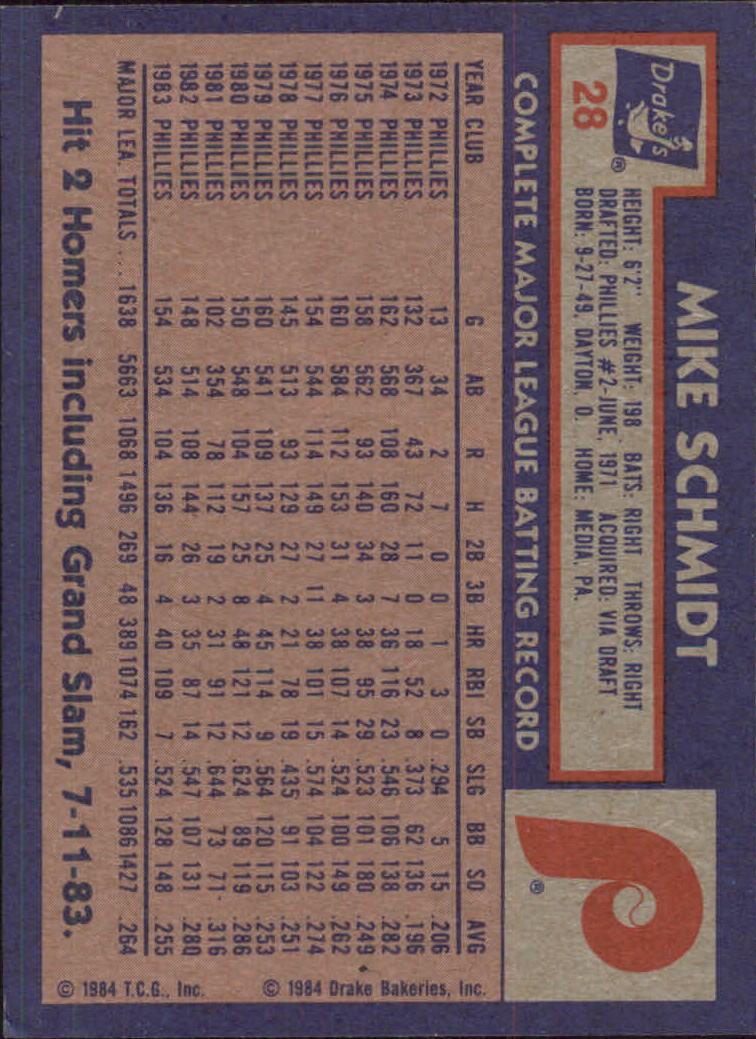 MIKE SCHMIDT
Drake's ®
28
HEIGHT: 6'2" WEIGHT: 198 BATS: RIGHT THROWS: RIGHT
DRAFTED: PHILLIES #2-JUNE, 1971 ACQUIRED: VIA DRAFT
BORN: 9-27-49, DAYTON, O. HOME: MEDIA, PA.
P ®
COMPLETE MAJOR LEAGUE BATTING RECORD
YEAR CLUB G AB R H 2B 3B HR RBI SB SLG BB SO AVG
1972 PHILLIES 13 34 2 7 0 0 1 3 0 .294 5 15 .206
1973 PHILLIES 132 367 43 72 11 0 18 52 8 .373 62 136 .196
1974 PHILLIES 162 568 108 160 28 7 36 116 23 .546 106 138 .282
1975 PHILLIES 158 562 93 140 34 3 38 95 29 .523 101 180 .249
1976 PHILLIES 160 584 112 153 31 4 38 107 14 .524 100 149 .262
1977 PHILLIES 154 544 114 149 27 11 38 101 15 .574 104 122 .274
1978 PHILLIES 145 513 93 129 27 2 21 78 19 .435 91 103 .251
1979 PHILLIES 160 541 109 137 25 4 45 114 9 .564 120 115 .253
1980 PHILLIES 150 548 104 157 25 8 48 121 12 .624 89 119 .286
1981 PHILLIES 102 354 78 112 19 2 31 91 12 .644 73 71 .316
1982 PHILLIES 148 514 108 144 26 3 35 87 14 .547 107 131 .280
1983 PHILLIES 154 534 104 136 16 4 40 109 7 .524 128 148 .255
MAJOR LEA. TOTALS ... 1638 5663 1068 1496 269 48 389 1074 162 .535 1086 1427 .264
Hit 2 Homers including Grand Slam, 7-11-83.
© 1984 T.C.G., Inc. © 1984 Drake Bakeries, Inc.